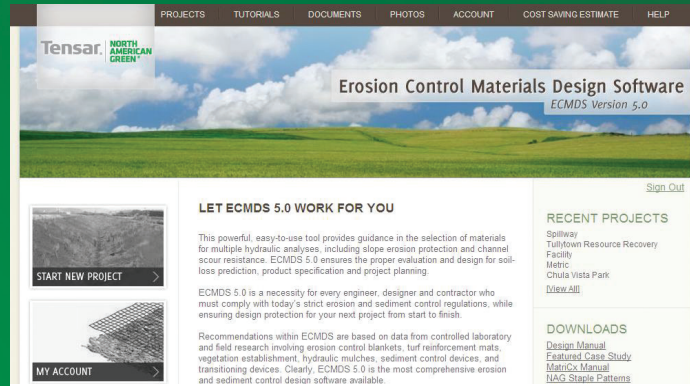 PROJECTS TUTORIALS DOCUMENTS PHOTOS ACCOUNT COST SAVING ESTIMATE HELP
Tensar. NORTH
AMERICAN
GREEN®
Erosion Control Materials Design Software
ECMDS Version 5.0
Sign Out
START NEW PROJECT
MY ACCOUNT
LET ECMDS 5.0 WORK FOR YOU
This powerful, easy-to-use tool provides guidance in the selection of materials
for multiple hydraulic analyses, including slope erosion protection and channel
scour resistance. ECMDS 5.0 ensures the proper evaluation and design for soil-
loss prediction, product specification and project planning.
ECMDS 5.0 is a necessity for every engineer, designer and contractor who
must comply with today's strict erosion and sediment control regulations, while
ensuring design protection for your next project from start to finish.
Recommendations within ECMDS are based on data from controlled laboratory
and field research involving erosion control blankets, turf reinforcement mats,
vegetation establishment, hydraulic mulches, sediment control devices, and
transitioning devices. Clearly, ECMDS 5.0 is the most comprehensive erosion
and sediment control design software available.
RECENT PROJECTS
Spillway
Tullytown Resource Recovery
Facility
Metric
Chula Vista Park
[View All]
DOWNLOADS
Design Manual
Featured Case Study
MatriCx Manual
NAG Staple Patterns